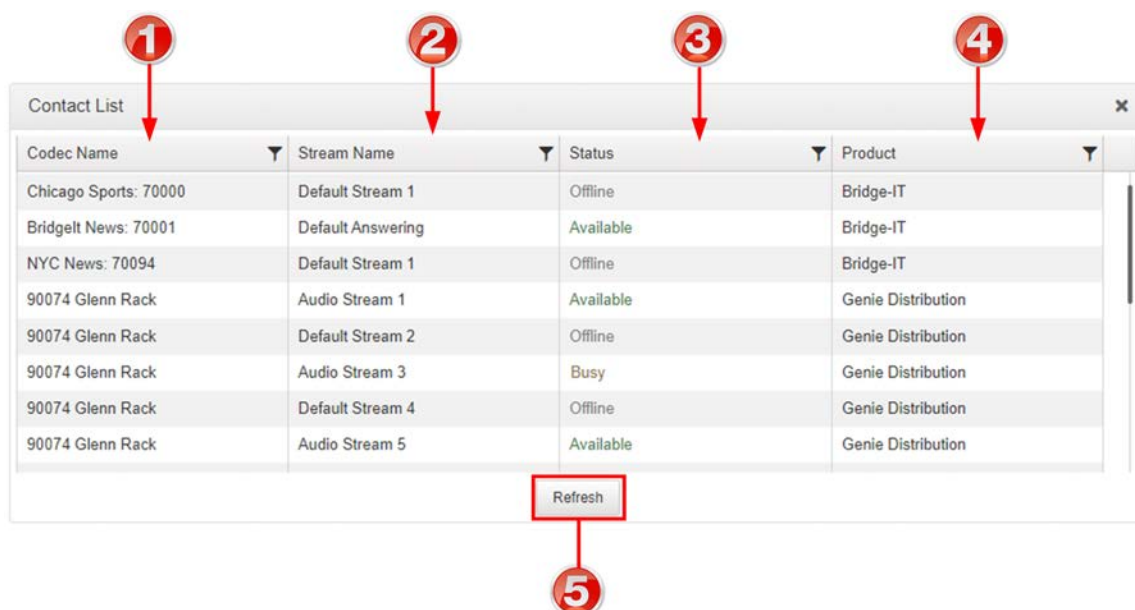 1 2 3 4
Contact List ×
Codec Name Stream Name Status Product
Chicago Sports: 70000 Default Stream 1 Offline Bridge-IT
BridgeIt News: 70001 Default Answering Available Bridge-IT
NYC News: 70094 Default Stream 1 Offline Bridge-IT
90074 Glenn Rack Audio Stream 1 Available Genie Distribution
90074 Glenn Rack Default Stream 2 Offline Genie Distribution
90074 Glenn Rack Audio Stream 3 Busy Genie Distribution
90074 Glenn Rack Default Stream 4 Offline Genie Distribution
90074 Glenn Rack Audio Stream 5 Available Genie Distribution
Refresh
5